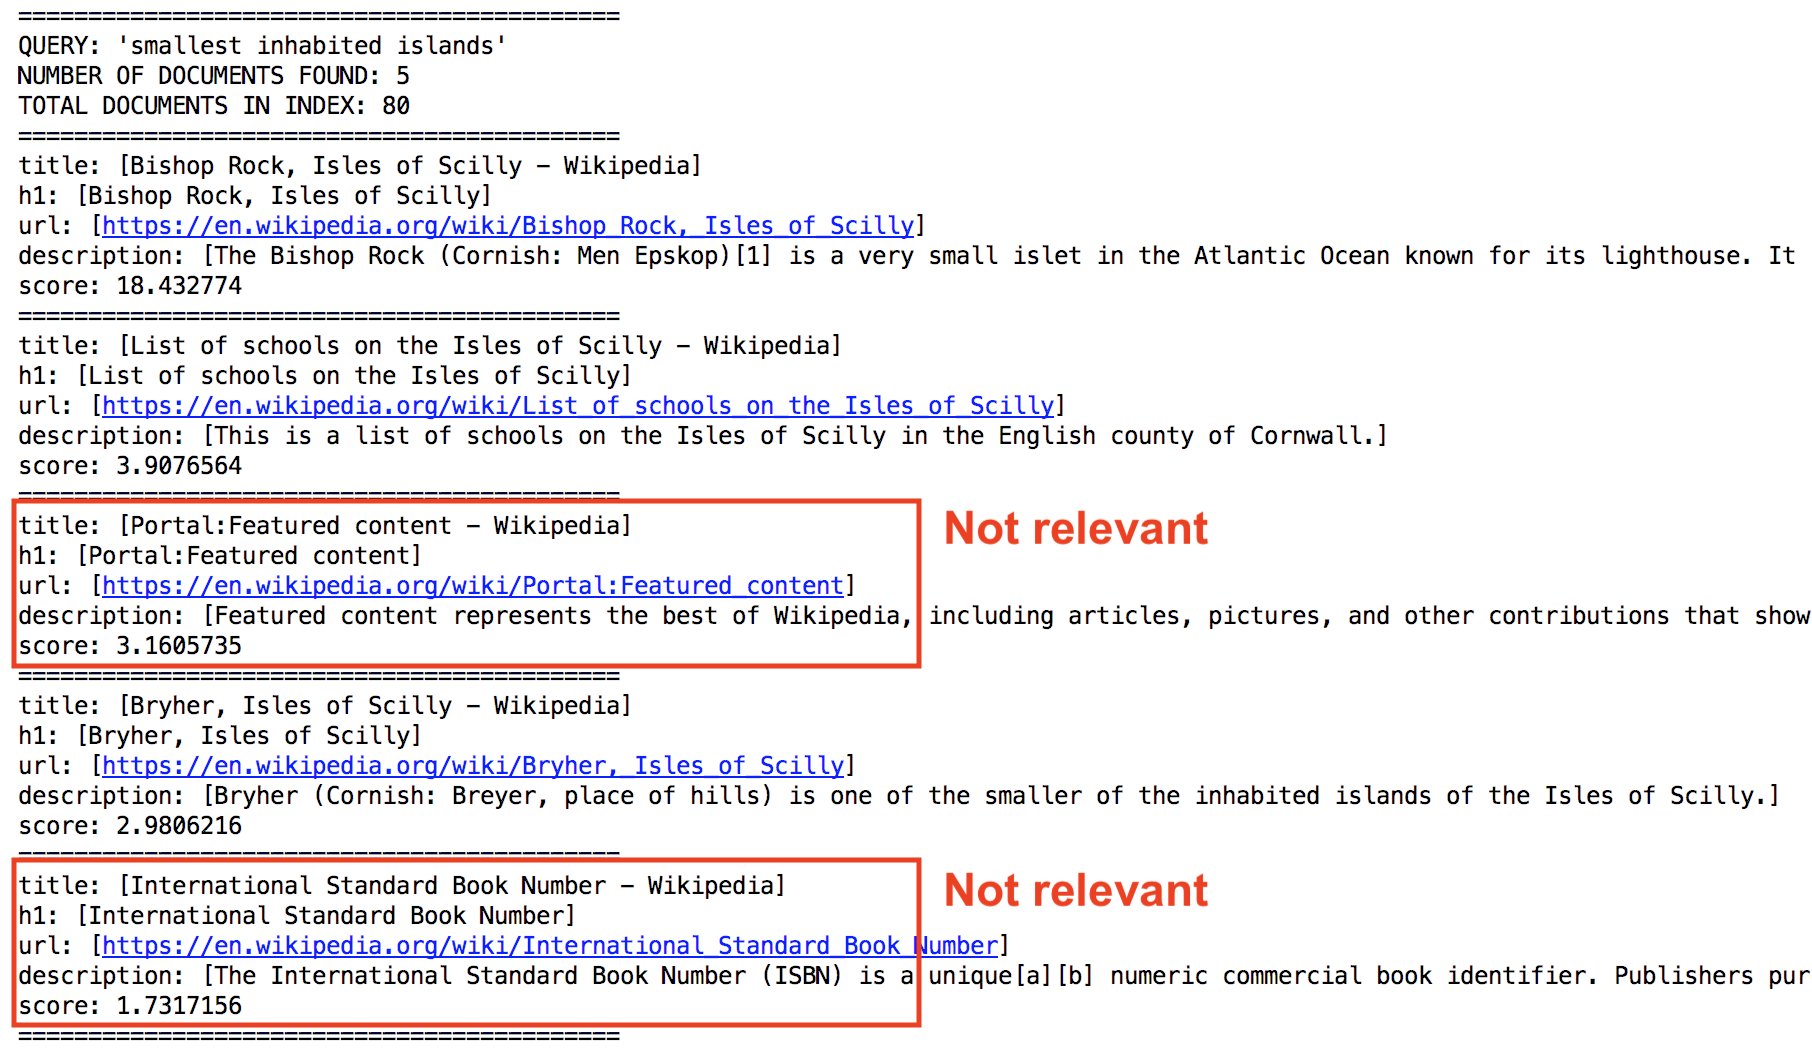 ===========================================
QUERY: 'smallest inhabited islands'
NUMBER OF DOCUMENTS FOUND: 5
TOTAL DOCUMENTS IN INDEX: 80
===========================================
title: [Bishop Rock, Isles of Scilly - Wikipedia]
h1: [Bishop Rock, Isles of Scilly]
url: [https://en.wikipedia.org/wiki/Bishop_Rock,_Isles_of_Scilly]
description: [The Bishop Rock (Cornish: Men Epskop)[1] is a very small islet in the Atlantic Ocean known for its lighthouse. It
score: 18.432774
===========================================
title: [List of schools on the Isles of Scilly - Wikipedia]
h1: [List of schools on the Isles of Scilly]
url: [https://en.wikipedia.org/wiki/List_of_schools_on_the_Isles_of_Scilly]
description: [This is a list of schools on the Isles of Scilly in the English county of Cornwall.]
score: 3.9076564
===========================================
title: [Portal:Featured content - Wikipedia] Not relevant
h1: [Portal:Featured content]
url: [https://en.wikipedia.org/wiki/Portal:Featured_content]
description: [Featured content represents the best of Wikipedia, including articles, pictures, and other contributions that show
score: 3.1605735
===========================================
title: [Bryher, Isles of Scilly - Wikipedia]
h1: [Bryher, Isles of Scilly]
url: [https://en.wikipedia.org/wiki/Bryher,_Isles_of_Scilly]
description: [Bryher (Cornish: Breyer, place of hills) is one of the smaller of the inhabited islands of the Isles of Scilly.]
score: 2.9806216
===========================================
title: [International Standard Book Number - Wikipedia] Not relevant
h1: [International Standard Book Number]
url: [https://en.wikipedia.org/wiki/International_Standard_Book_Number]
description: [The International Standard Book Number (ISBN) is a unique[a][b] numeric commercial book identifier. Publishers pur
score: 1.7317156
===========================================